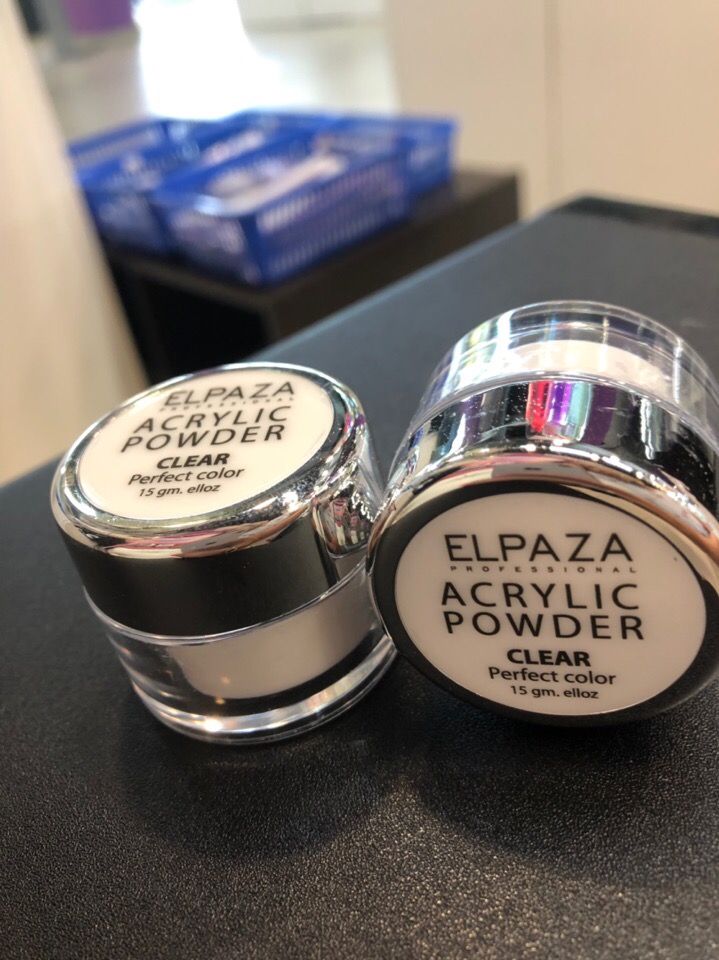 ELPAZA
PROFESSIONAL
ACRYLIC
POWDER
CLEAR
Perfect color
15 gm. elloz
ELPAZA
PROFESSIONAL
ACRYLIC
POWDER
CLEAR
Perfect color
15 gm. elloz